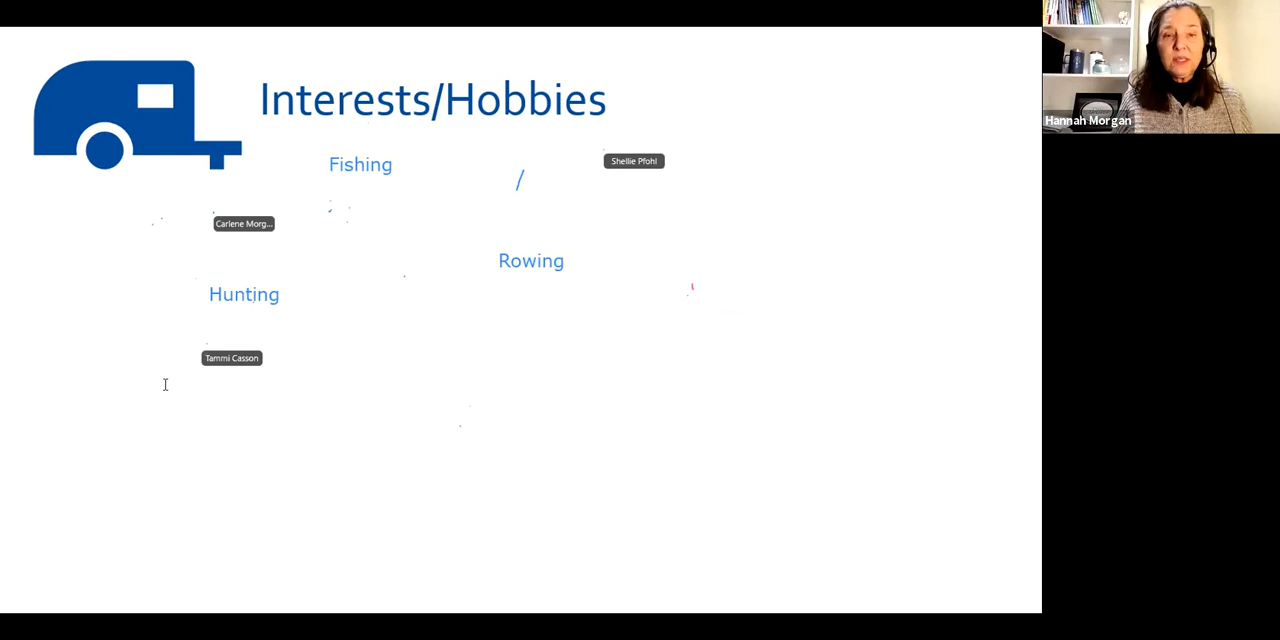 Interests/Hobbies
Fishing
Shellie Pfohl
/
Carlene Morg...
Rowing
Hunting
Tammi Casson
Hannah Morgan